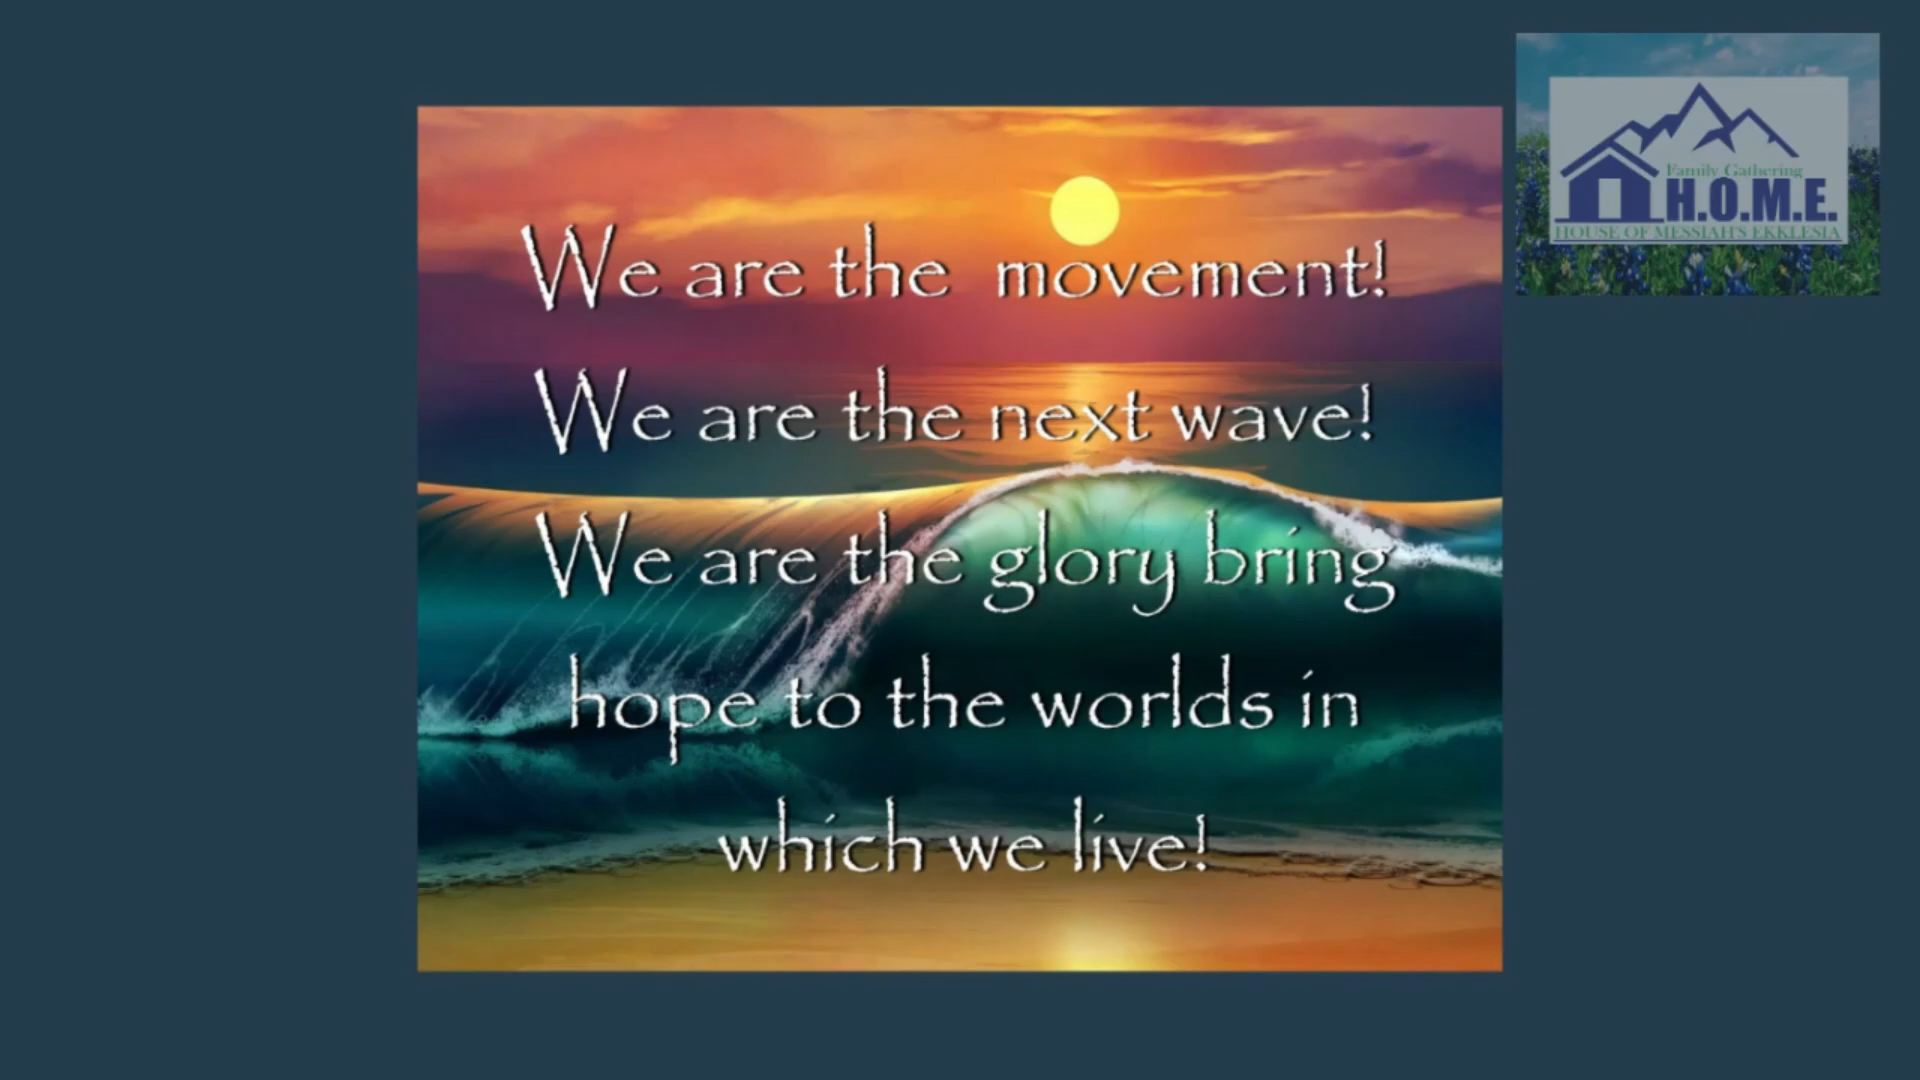 We are the movement!
We are the next wave!
We are the glory bring
hope to the worlds in
which we live!
Family Gathering
H.O.M.E.
HOUSE OF MESSIAH'S EKKLESIA